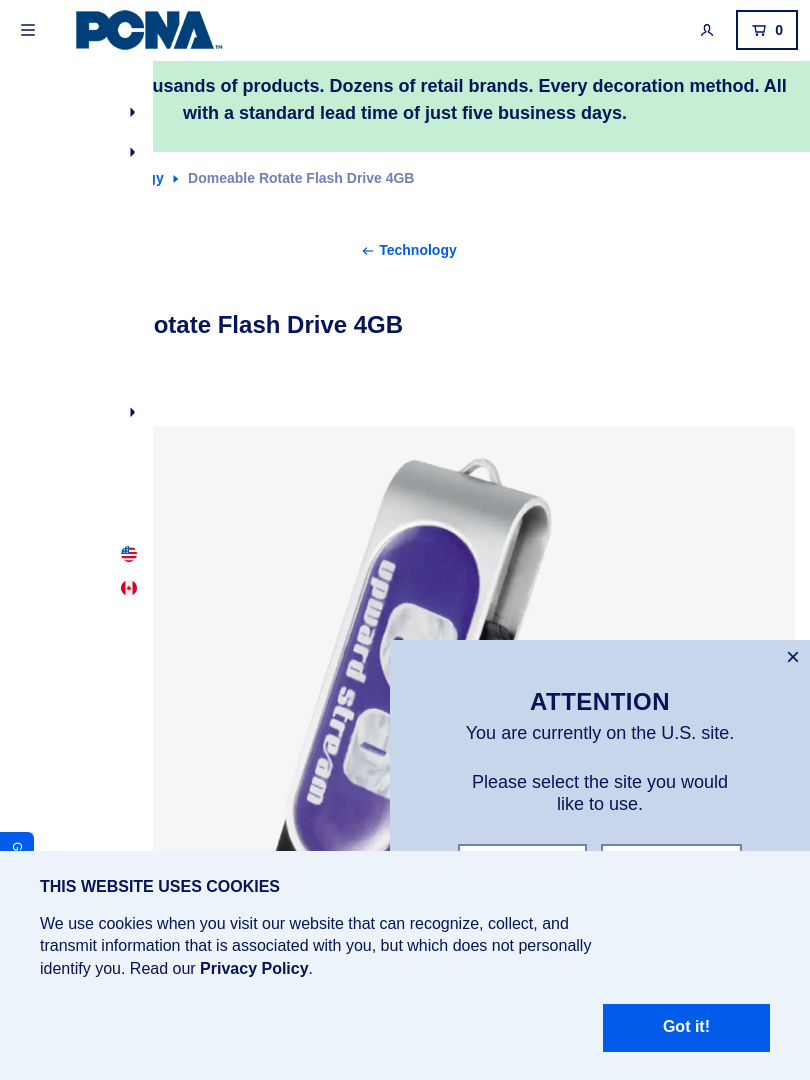 PCNA™
0
usands of products. Dozens of retail brands. Every decoration method. All
with a standard lead time of just five business days.
gy Domeable Rotate Flash Drive 4GB
← Technology
otate Flash Drive 4GB
upward stream
×
ATTENTION
You are currently on the U.S. site.
Please select the site you would
like to use.
G
THIS WEBSITE USES COOKIES
We use cookies when you visit our website that can recognize, collect, and
transmit information that is associated with you, but which does not personally
identify you. Read our Privacy Policy.
Got it!